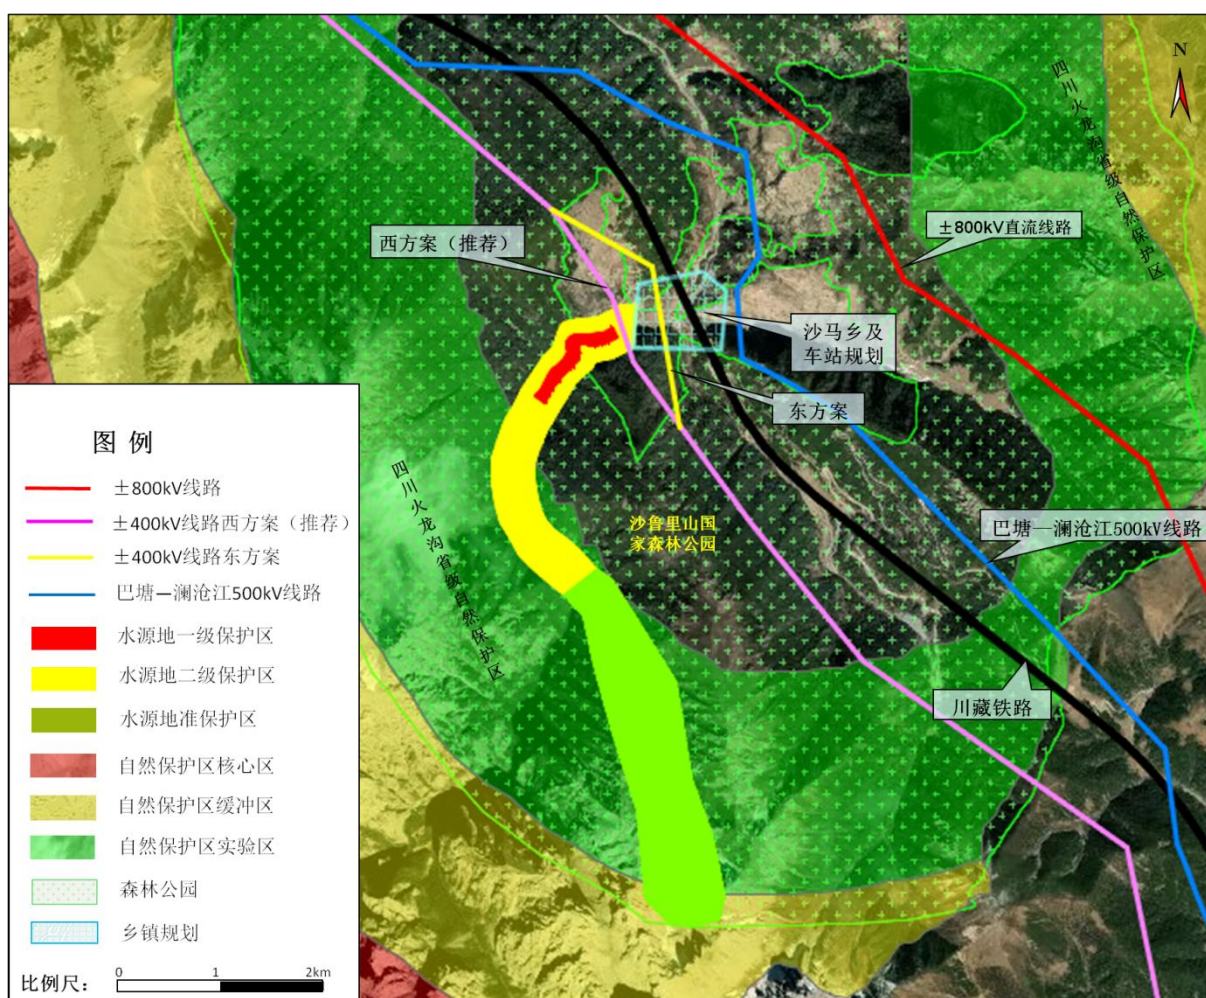 N
四川火龙沟省级自然保护区
±800kV直流线路
西方案（推荐）
沙马乡及
车站规划
东方案
四川火龙沟省级自然保护区
沙鲁里山国
家森林公园
巴塘—澜沧江500kV线路
川藏铁路
图 例
±800kV线路
±400kV线路西方案（推荐）
±400kV线路东方案
巴塘—澜沧江500kV线路
水源地一级保护区
水源地二级保护区
水源地准保护区
自然保护区核心区
自然保护区缓冲区
自然保护区实验区
森林公园
乡镇规划
比例尺：
0 1 2km